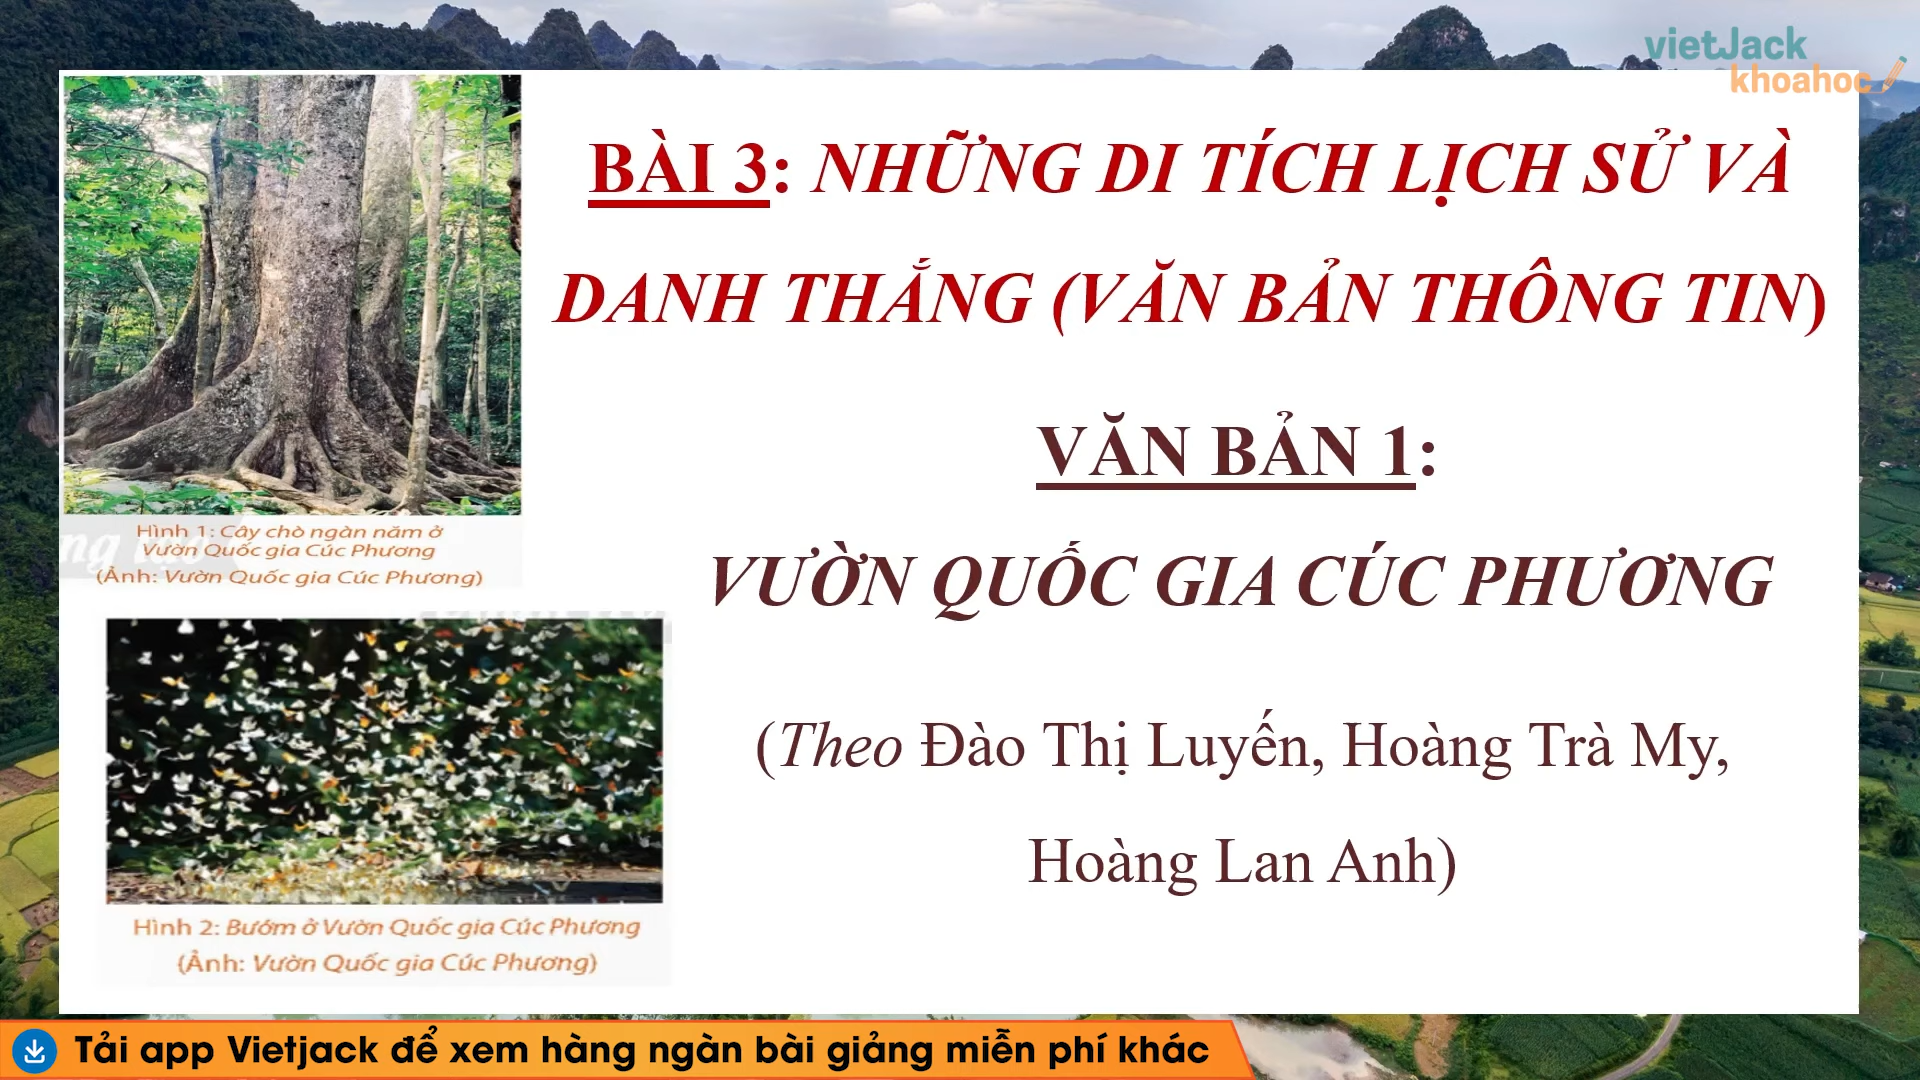 vietJack
khoahoc
BÀI 3: NHỮNG DI TÍCH LỊCH SỬ VÀ
DANH THẮNG (VĂN BẢN THÔNG TIN)
VĂN BẢN 1:
VƯỜN QUỐC GIA CÚC PHƯƠNG
(Theo Đào Thị Luyến, Hoàng Trà My,
Hoàng Lan Anh)
Hình 1: Cây chò ngàn năm ở
Vườn Quốc gia Cúc Phương
(Ảnh: Vườn Quốc gia Cúc Phương)
Hình 2: Bướm ở Vườn Quốc gia Cúc Phương
(Ảnh: Vườn Quốc gia Cúc Phương)
Tải app Vietjack để xem hàng ngàn bài giảng miễn phí khác